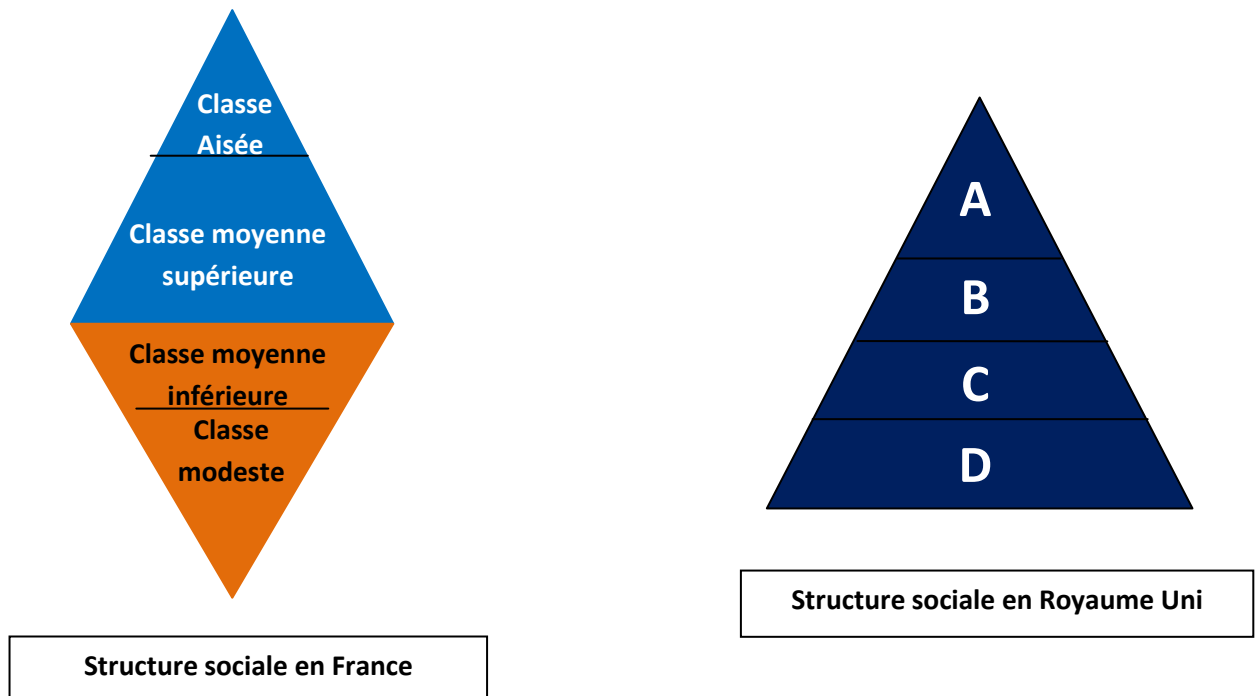 Classe
Aisée
Classe moyenne
supérieure
Classe moyenne
inférieure
Classe
modeste
Structure sociale en France
A
B
C
D
Structure sociale en Royaume Uni